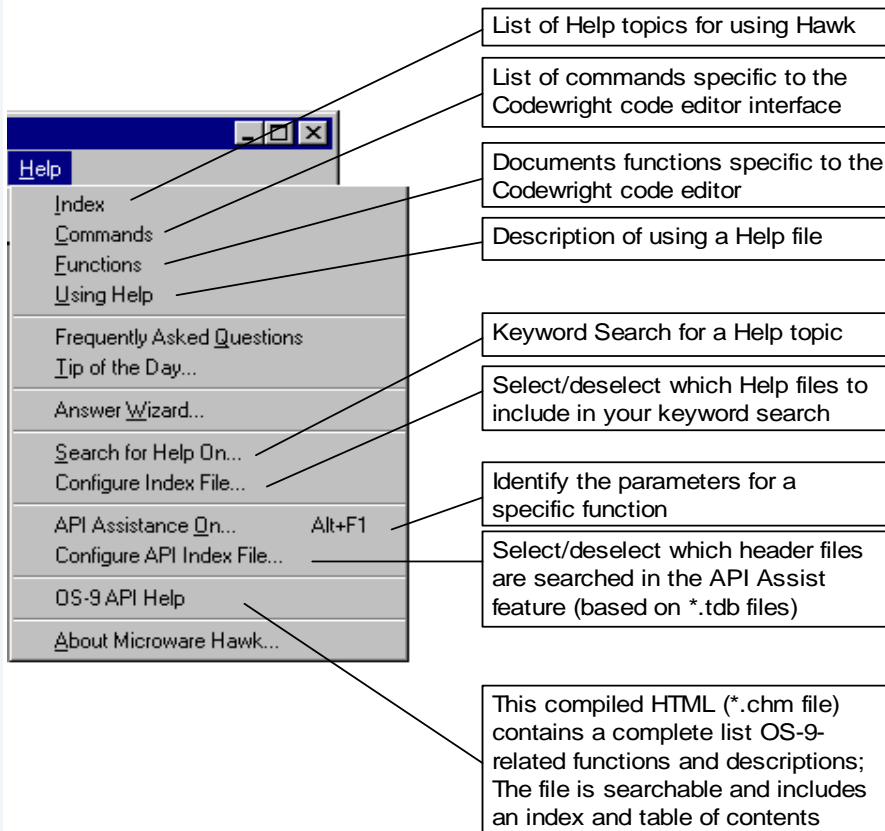 List of Help topics for using Hawk
List of commands specific to the
Codewright code editor interface
Documents functions specific to the
Codewright code editor
Description of using a Help file
Keyword Search for a Help topic
Select/deselect which Help files to
include in your keyword search
Identify the parameters for a
specific function
Select/deselect which header files
are searched in the API Assist
feature (based on *.tdb files)
This compiled HTML (*.chm file)
contains a complete list OS-9-
related functions and descriptions;
The file is searchable and includes
an index and table of contents
Help
Index
Commands
Functions
Using Help
Frequently Asked Questions
Tip of the Day...
Answer Wizard...
Search for Help On...
Configure Index File...
API Assistance On... Alt+F1
Configure API Index File...
OS-9 API Help
About Microware Hawk...